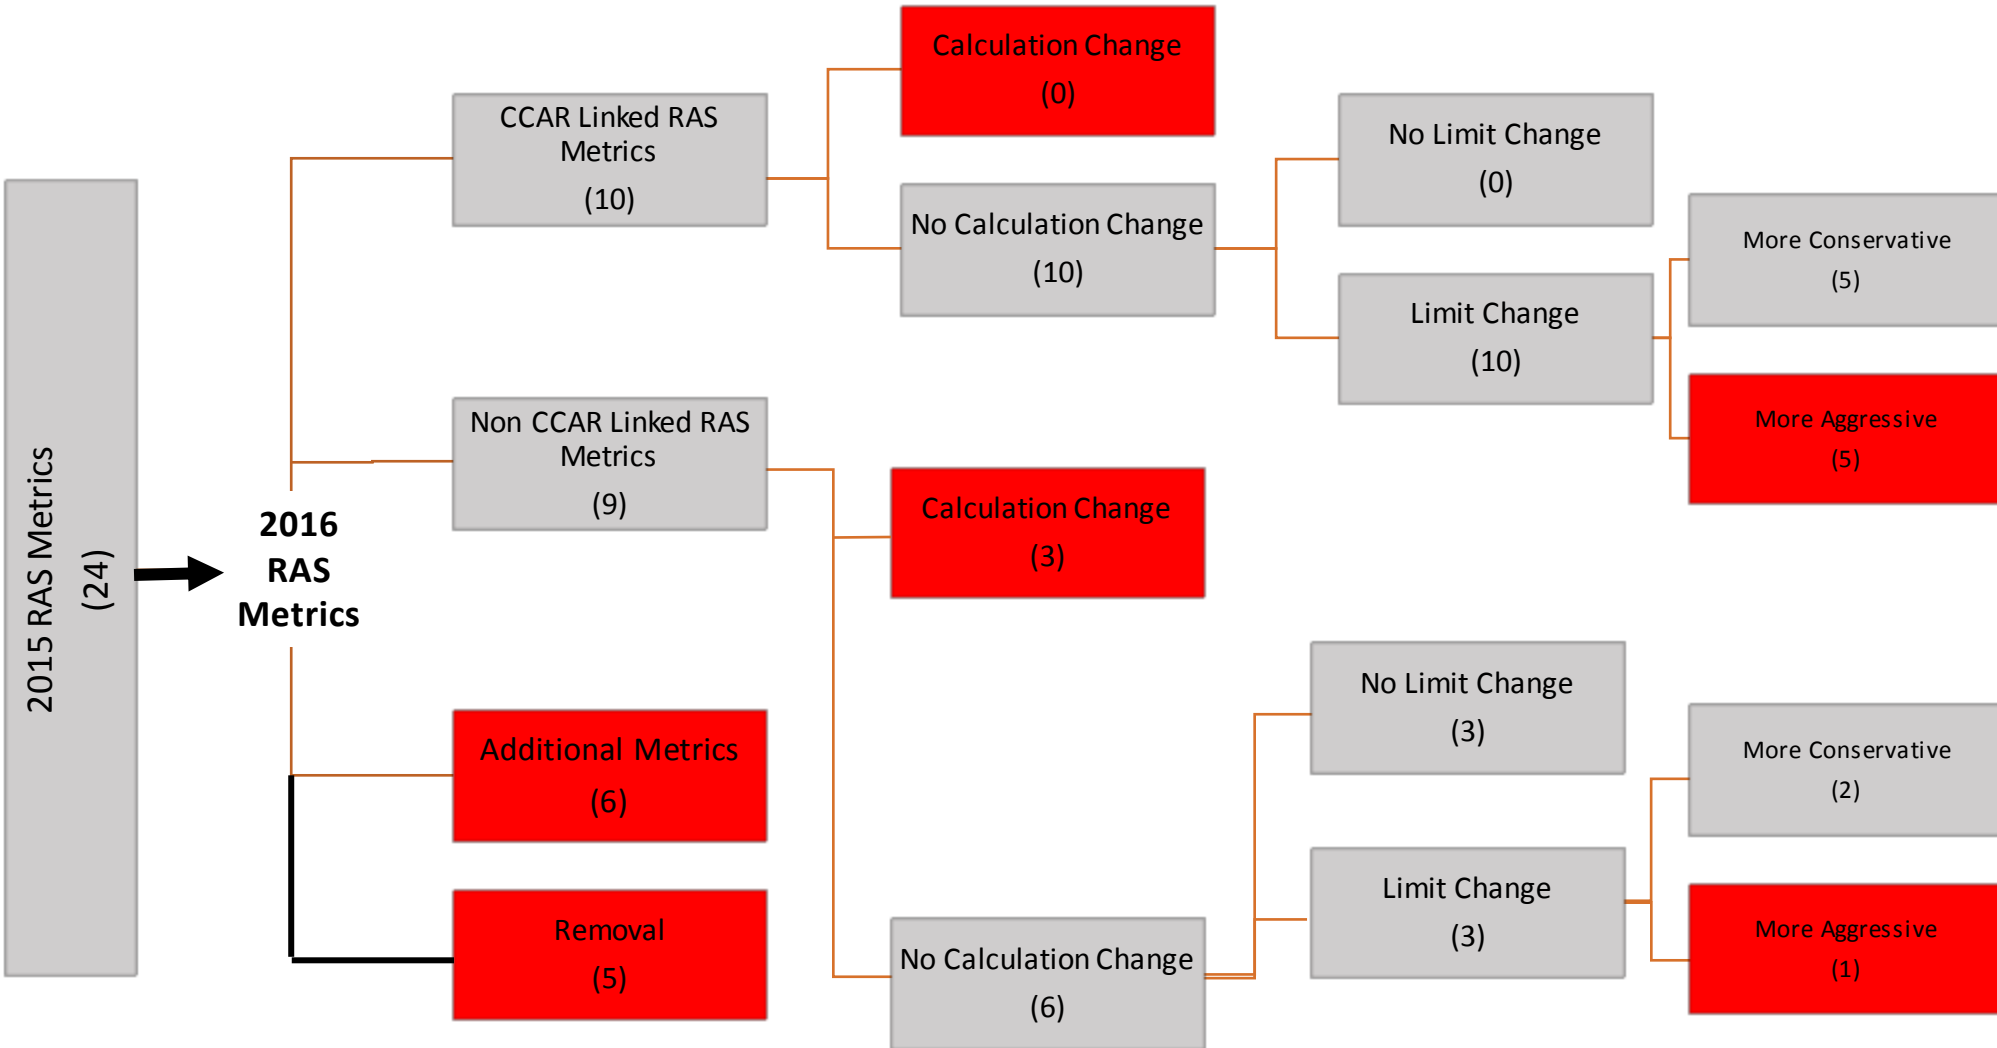 2015 RAS Metrics
(24)
2016
RAS
Metrics
CCAR Linked RAS
Metrics
(10)
Non CCAR Linked RAS
Metrics
(9)
Additional Metrics
(6)
Removal
(5)
Calculation Change
(0)
No Calculation Change
(10)
Calculation Change
(3)
No Calculation Change
(6)
No Limit Change
(0)
Limit Change
(10)
No Limit Change
(3)
Limit Change
(3)
More Conservative
(5)
More Aggressive
(5)
More Conservative
(2)
More Aggressive
(1)